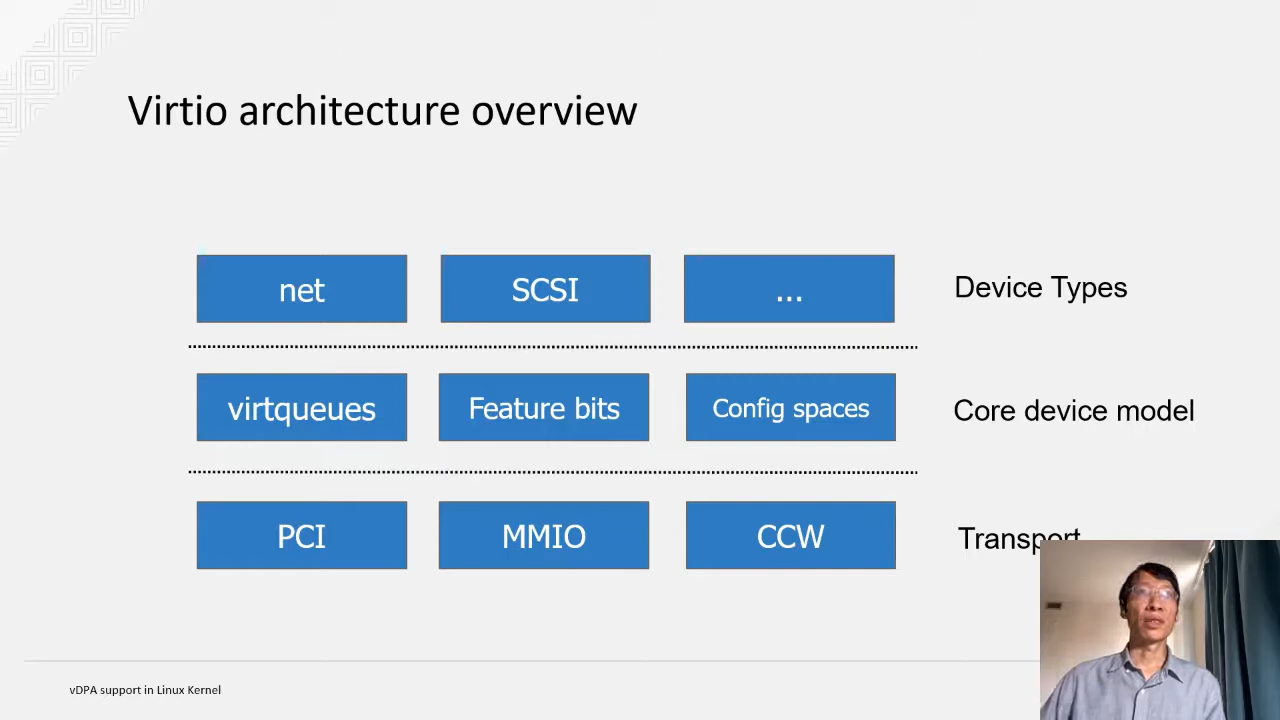 Virtio architecture overview
net
SCSI
...
Device Types
virtqueues
Feature bits
Config spaces
Core device model
PCI
MMIO
CCW
Transport
vDPA support in Linux Kernel